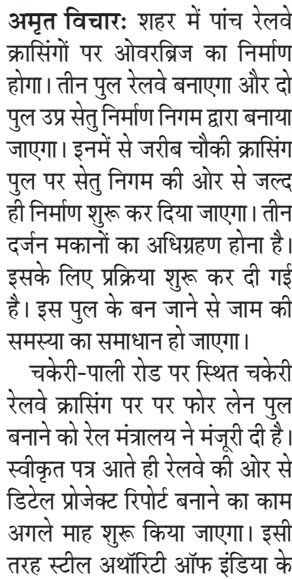 अमृत विचारः शहर में पांच रेलवे
क्रासिंगों पर ओवरब्रिज का निर्माण
होगा। तीन पुल रेलवे बनाएगा और दो
पुल उप्र सेतु निर्माण निगम द्वारा बनाया
जाएगा। इनमें से जरीब चौकी क्रासिंग
पुल पर सेतु निगम की ओर से जल्द
ही निर्माण शुरू कर दिया जाएगा। तीन
दर्जन मकानों का अधिग्रहण होना है।
इसके लिए प्रक्रिया शुरू कर दी गई
है। इस पुल के बन जाने से जाम की
समस्या का समाधान हो जाएगा।
चकेरी-पाली रोड पर स्थित चकेरी
रेलवे क्रासिंग पर पर फोर लेन पुल
बनाने को रेल मंत्रालय ने मंजूरी दी है।
स्वीकृत पत्र आते ही रेलवे की ओर से
डिटेल प्रोजेक्ट रिपोर्ट बनाने का काम
अगले माह शुरू किया जाएगा। इसी
तरह स्टील अथॉरिटी ऑफ इंडिया के